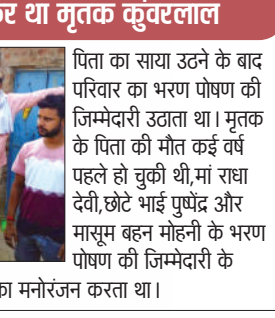 र था मृतक कुंवरलाल
पिता का साया उठने के बाद
परिवार का भरण पोषण की
जिम्मेदारी उठाता था। मृतक
के पिता की मौत कई वर्ष
पहले हो चुकी थी,मां राधा
देवी,छोटे भाई पुष्पेंद्र और
मासूम बहन मोहनी के भरण
पोषण की जिम्मेदारी के
का मनोरंजन करता था।